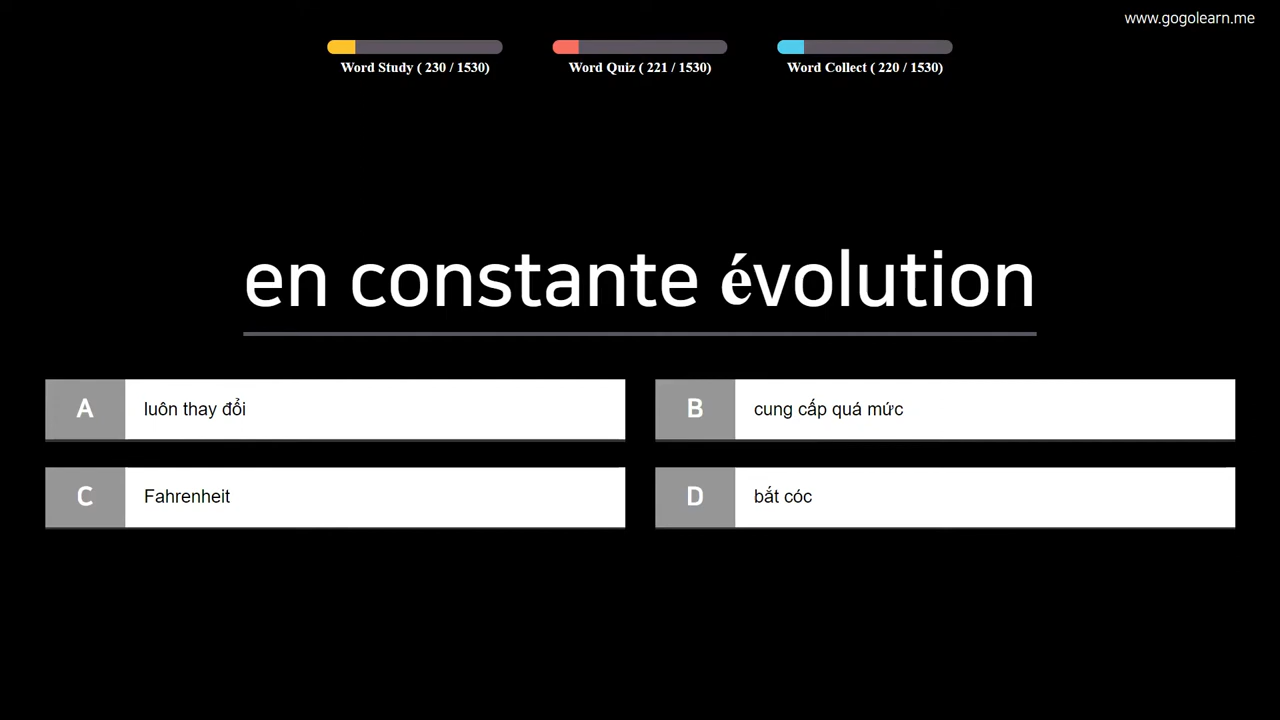 www.gogolearn.me
Word Study ( 230 / 1530)
Word Quiz ( 221 / 1530)
Word Collect ( 220 / 1530)
en constante évolution
A luôn thay đổi
B cung cấp quá mức
C Fahrenheit
D bắt cóc